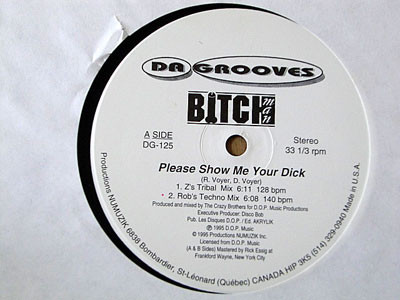 DR GROOVES
BITCH MAN
A SIDE
DG-125
Stereo
33 1/3 rpm
Please Show Me Your Dick
(R. Voyer, D. Voyer)
1. Z's Tribal Mix 6:11 128 bpm
2. Rob's Techno Mix 6:08 140 bpm
Produced and mixed by The Crazy Brothers for D.O.P. Music Productions
Executive Producer: Disco Bob
Pub. Les Disques D.O.P. / Ed. AKRYLIK
Ⓟ 1995 D.O.P. Music
© 1995 Productions NUMUZIK Inc.
Licensed from D.O.P. Music
(A & B Sides) Mastered by Rick Essig at
Frankford Wayne, New York City
Productions NUMUZIK 6838 Bombardier, St-Léonard (Québec) CANADA H1P 3K5 (514) 329-0940 Made in U.S.A.